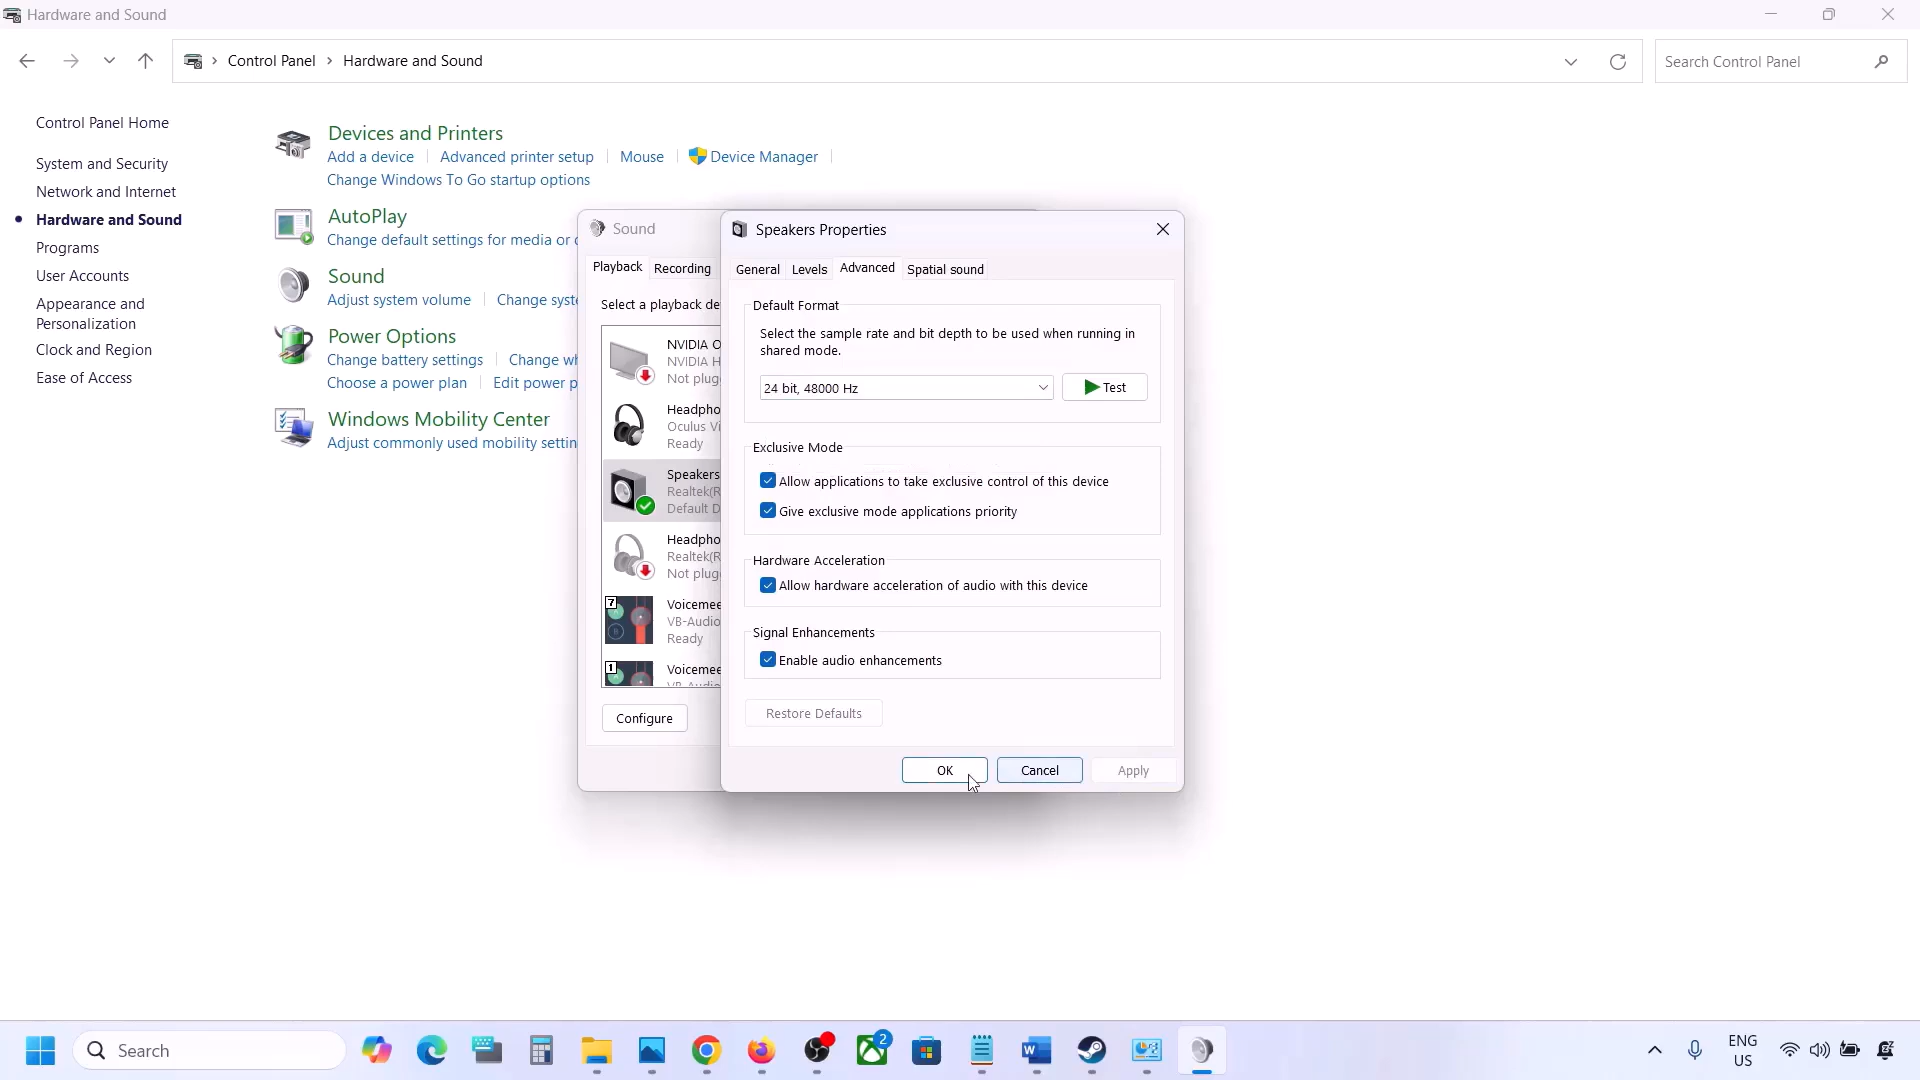 Hardware and Sound
Control Panel > Hardware and Sound
Search Control Panel
Control Panel Home
System and Security
Network and Internet
Hardware and Sound
Programs
User Accounts
Appearance and
Personalization
Clock and Region
Ease of Access
Devices and Printers
Add a device Advanced printer setup Mouse Device Manager
Change Windows To Go startup options
AutoPlay
Change default settings for media or
Sound
Adjust system volume Change syste
Power Options
Change battery settings Change wh
Choose a power plan Edit power p
Windows Mobility Center
Adjust commonly used mobility settin
Sound
Playback Recording
Select a playback de
NVIDIA O
NVIDIA H
Not plug
Headpho
Oculus Vi
Ready
Speakers
Realtek(R
Default D
Headpho
Realtek(R
Not plug
7
Voicemee
VB-Audio
Ready
1
Voicemee
VB-Audio
Configure
Speakers Properties
General Levels Advanced Spatial sound
Default Format
Select the sample rate and bit depth to be used when running in
shared mode.
24 bit, 48000 Hz
Test
Exclusive Mode
Allow applications to take exclusive control of this device
Give exclusive mode applications priority
Hardware Acceleration
Allow hardware acceleration of audio with this device
Signal Enhancements
Enable audio enhancements
Restore Defaults
OK Cancel Apply
Search
2
ENG
US